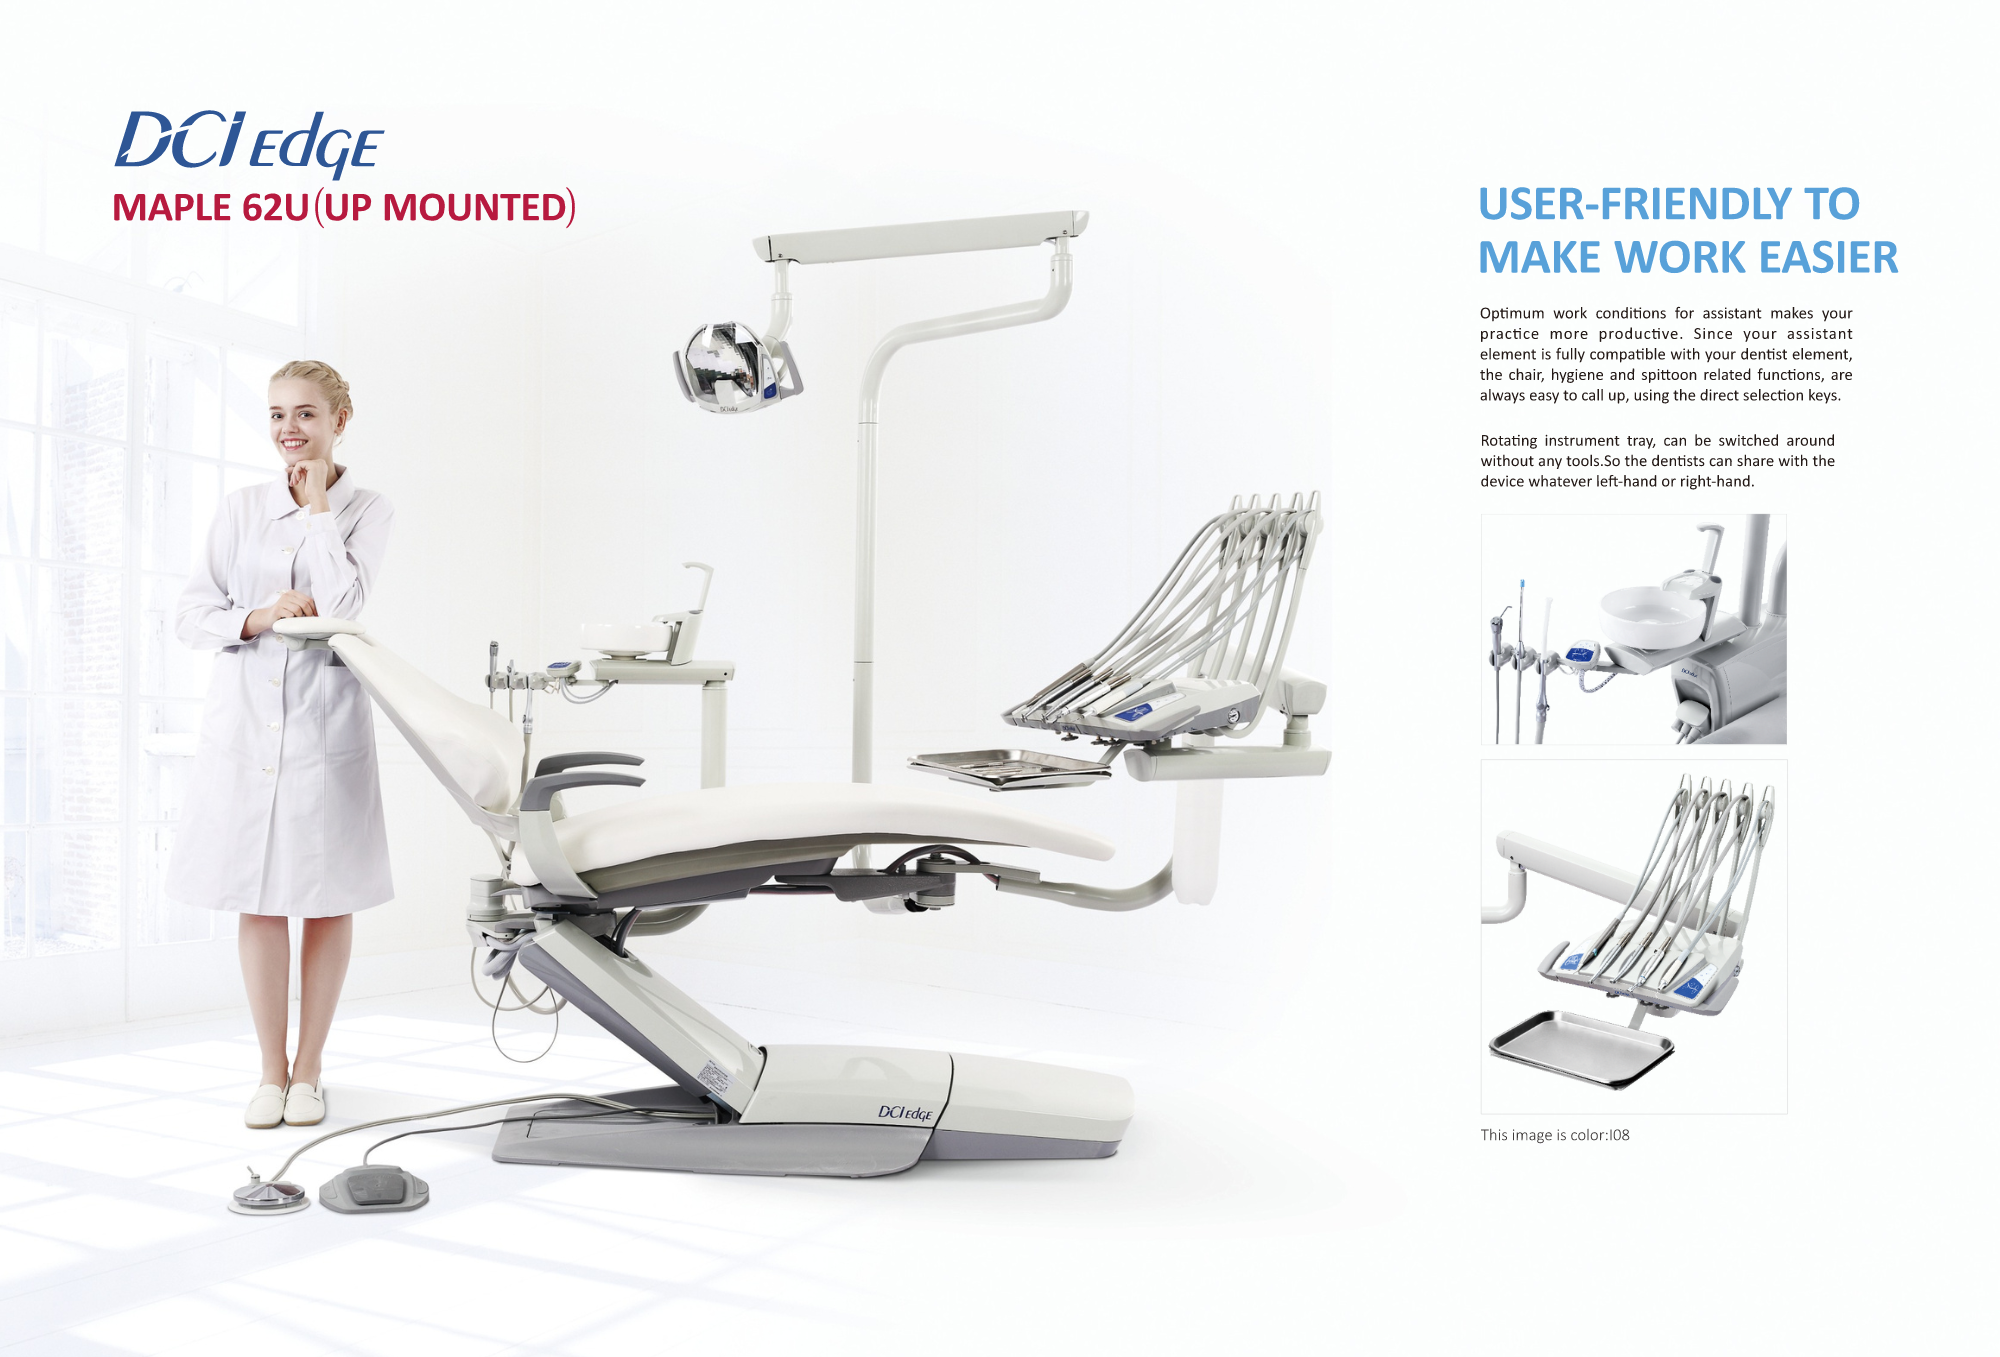 DCI EDGE
MAPLE 62U(UP MOUNTED)
USER-FRIENDLY TO
MAKE WORK EASIER
Optimum work conditions for assistant makes your
practice more productive. Since your assistant
element is fully compatible with your dentist element,
the chair, hygiene and spittoon related functions, are
always easy to call up, using the direct selection keys.
Rotating instrument tray, can be switched around
without any tools.So the dentists can share with the
device whatever left-hand or right-hand.
DCI EDGE
This image is color:I08